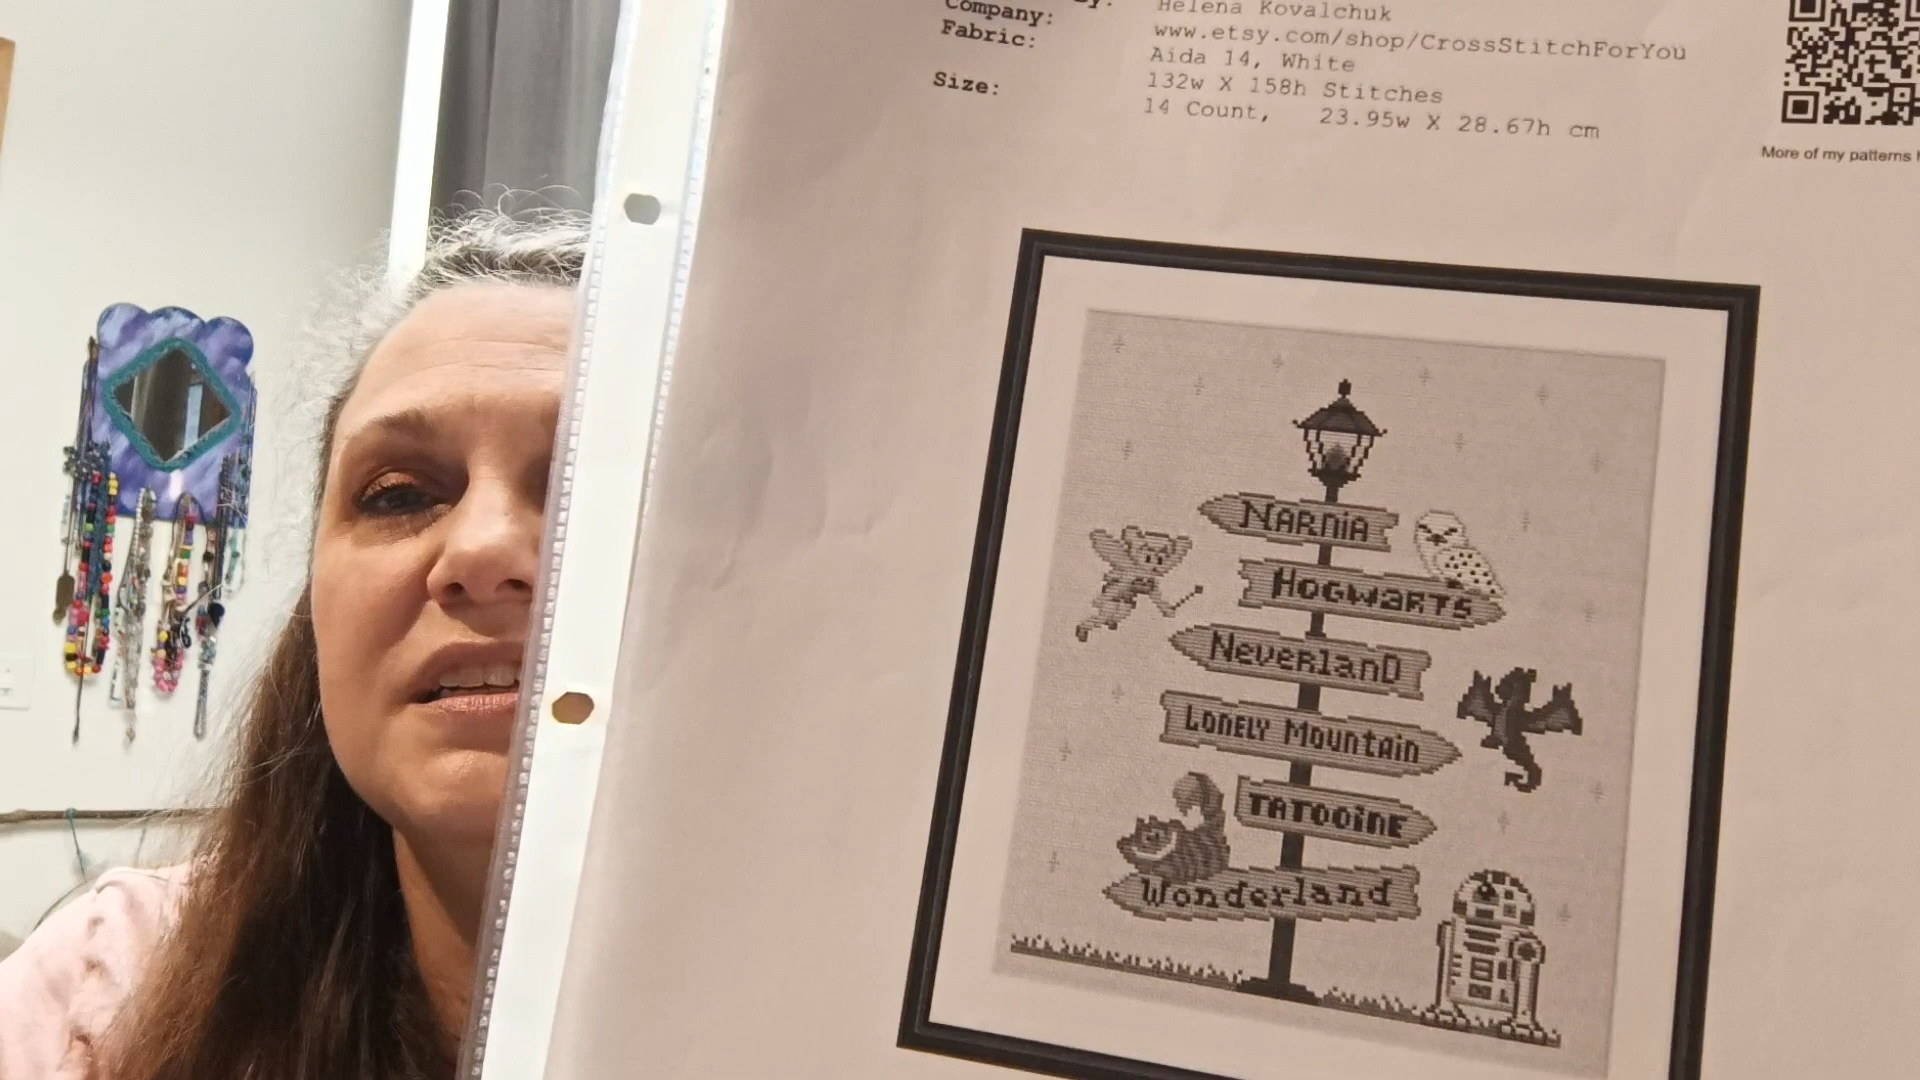 By:
Helena Kovalchuk
Company:
www.etsy.com/shop/CrossStitchForYou
Fabric:
Aida 14, White
132w X 158h Stitches
Size:
14 Count, 23.95w X 28.67h cm
More of my patterns
NARNiA
HOGWaRTS
NeveRlanD
LONELY MOUNTAiN
TATOOiNE
Wonderland